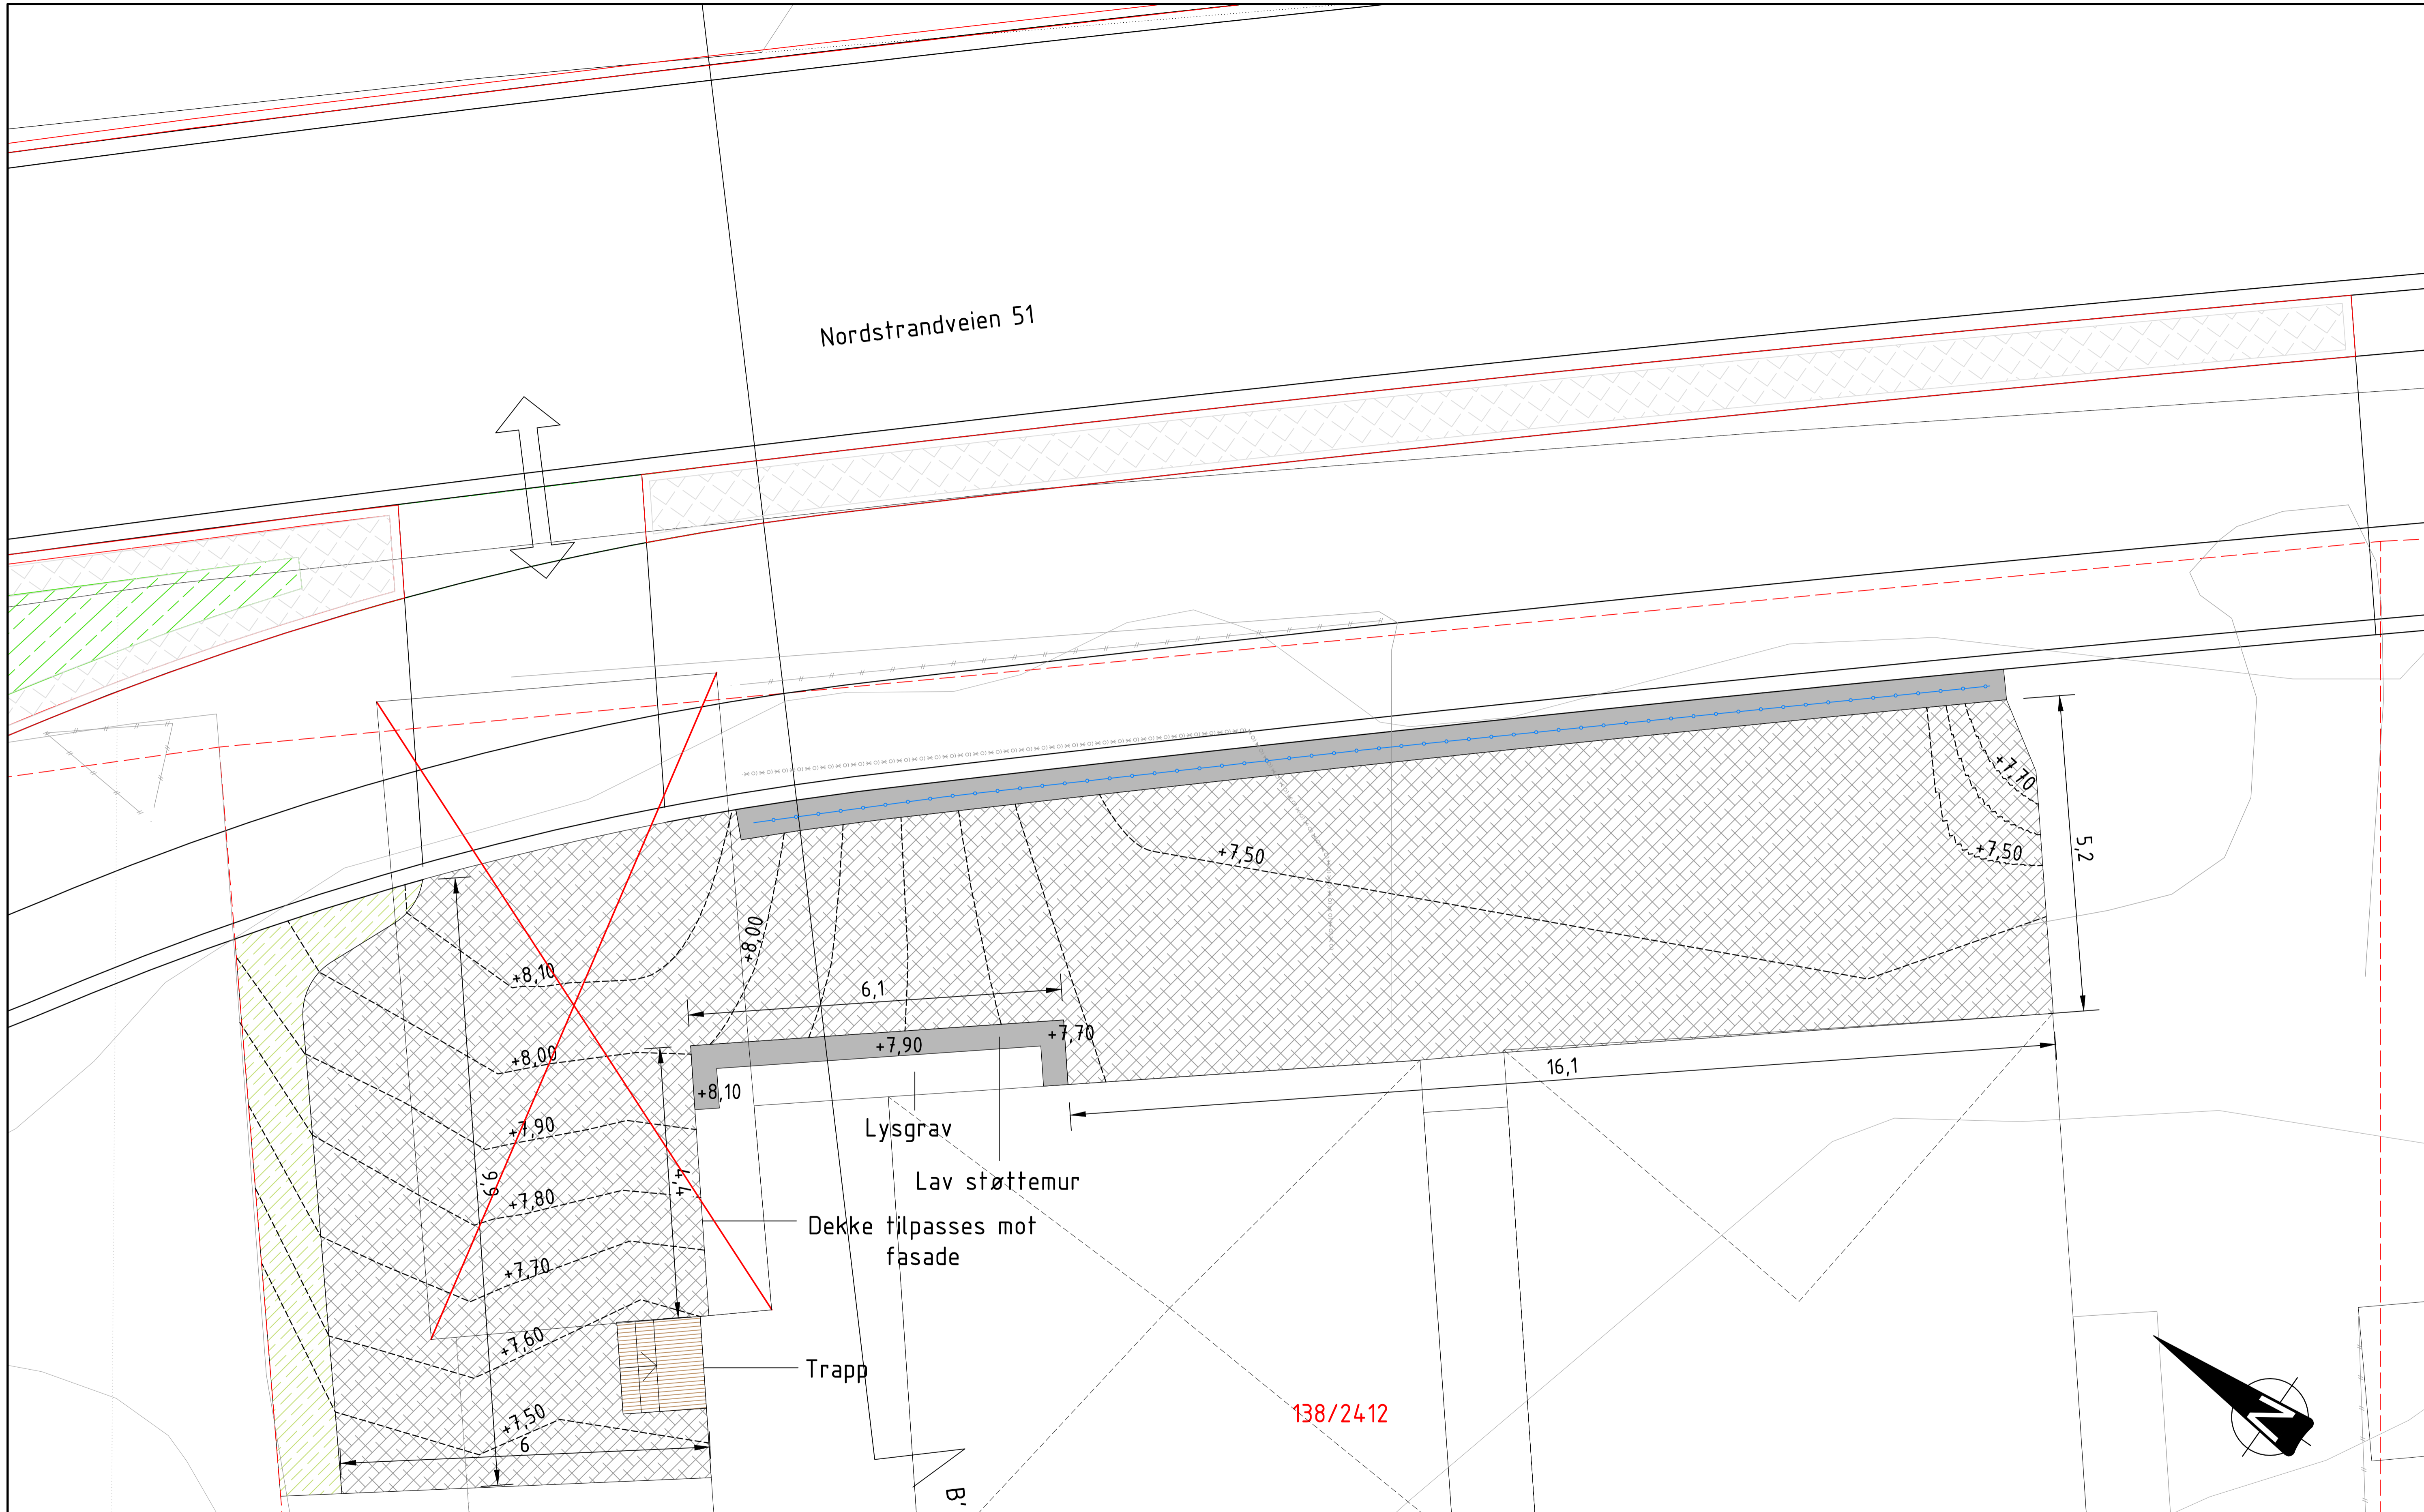 Nordstrandveien 51
+7,70
+7,50
+7,50
5,2
+8,00
+8,10
6,1
+7,70
+7,90
+8,00
16,1
+8,10
Lysgrav
+7,90
4,4
9,9
Lav støttemur
+7,80
Dekke tilpasses mot
fasade
+7,70
+7,60
Trapp
138/2412
+7,50
6
N
B'